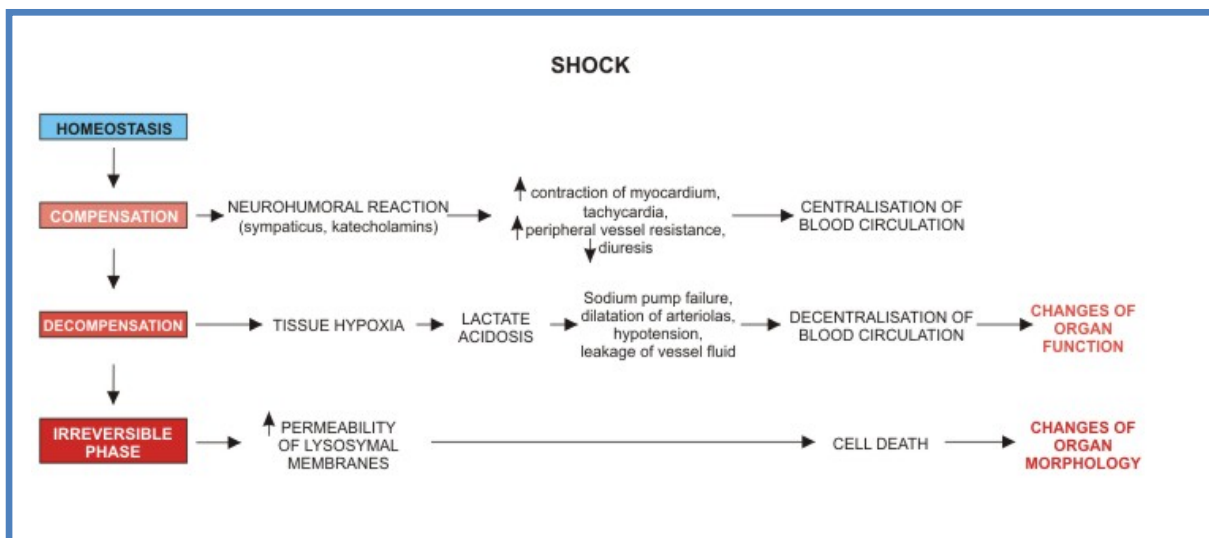 SHOCK
HOMEOSTASIS
COMPENSATION
NEUROHUMORAL REACTION
(sympaticus, katecholamins)
contraction of myocardium,
tachycardia,
peripheral vessel resistance,
diuresis
CENTRALISATION OF
BLOOD CIRCULATION
DECOMPENSATION
TISSUE HYPOXIA
LACTATE
ACIDOSIS
Sodium pump failure,
dilatation of arteriolas,
hypotension,
leakage of vessel fluid
DECENTRALISATION OF
BLOOD CIRCULATION
CHANGES OF
ORGAN
FUNCTION
IRREVERSIBLE
PHASE
PERMEABILITY
OF LYSOSYMAL
MEMBRANES
CELL DEATH
CHANGES OF
ORGAN
MORPHOLOGY